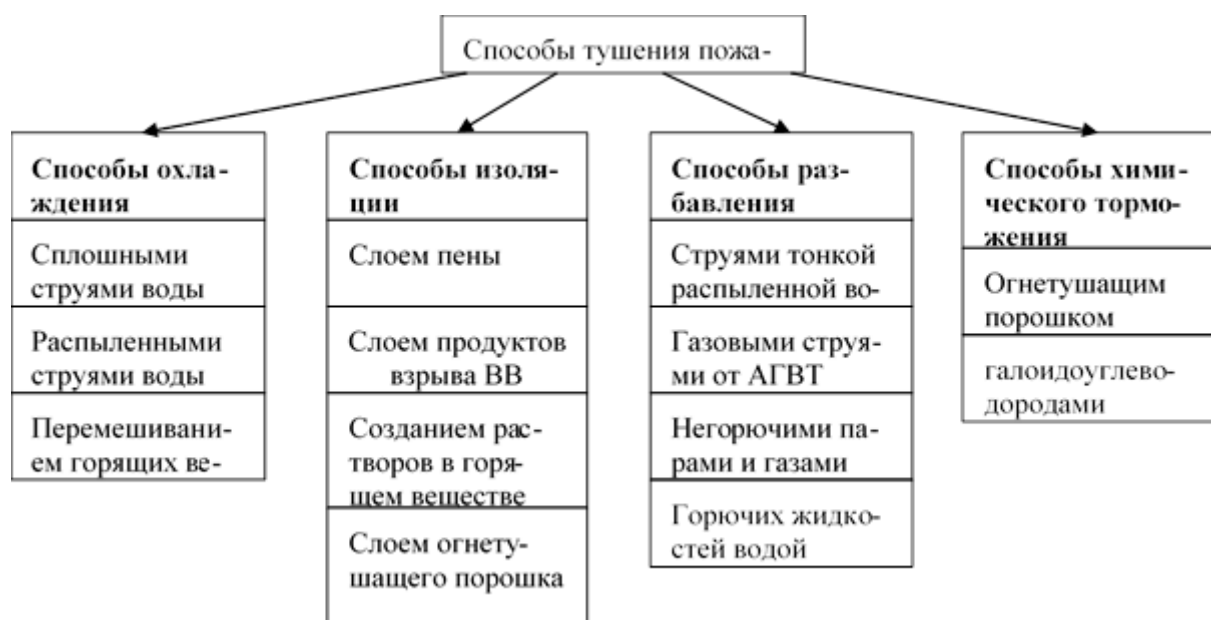 Способы тушения пожа-
Способы охла-
ждения
Сплошными
струями воды
Распыленными
струями воды
Перемешивани-
ем горящих ве-
Способы изоля-
ции
Слоем пены
Слоем продуктов
взрыва ВВ
Созданием рас-
творов в горя-
щем веществе
Слоем огнету-
шащего порошка
Способы раз-
бавления
Струями тонкой
распыленной во-
Газовыми струя-
ми от АГВТ
Негорючими па-
рами и газами
Горючих жидко-
стей водой
Способы хими-
ческого тормо-
жения
Огнетушащим
порошком
галоидоуглево-
дородами